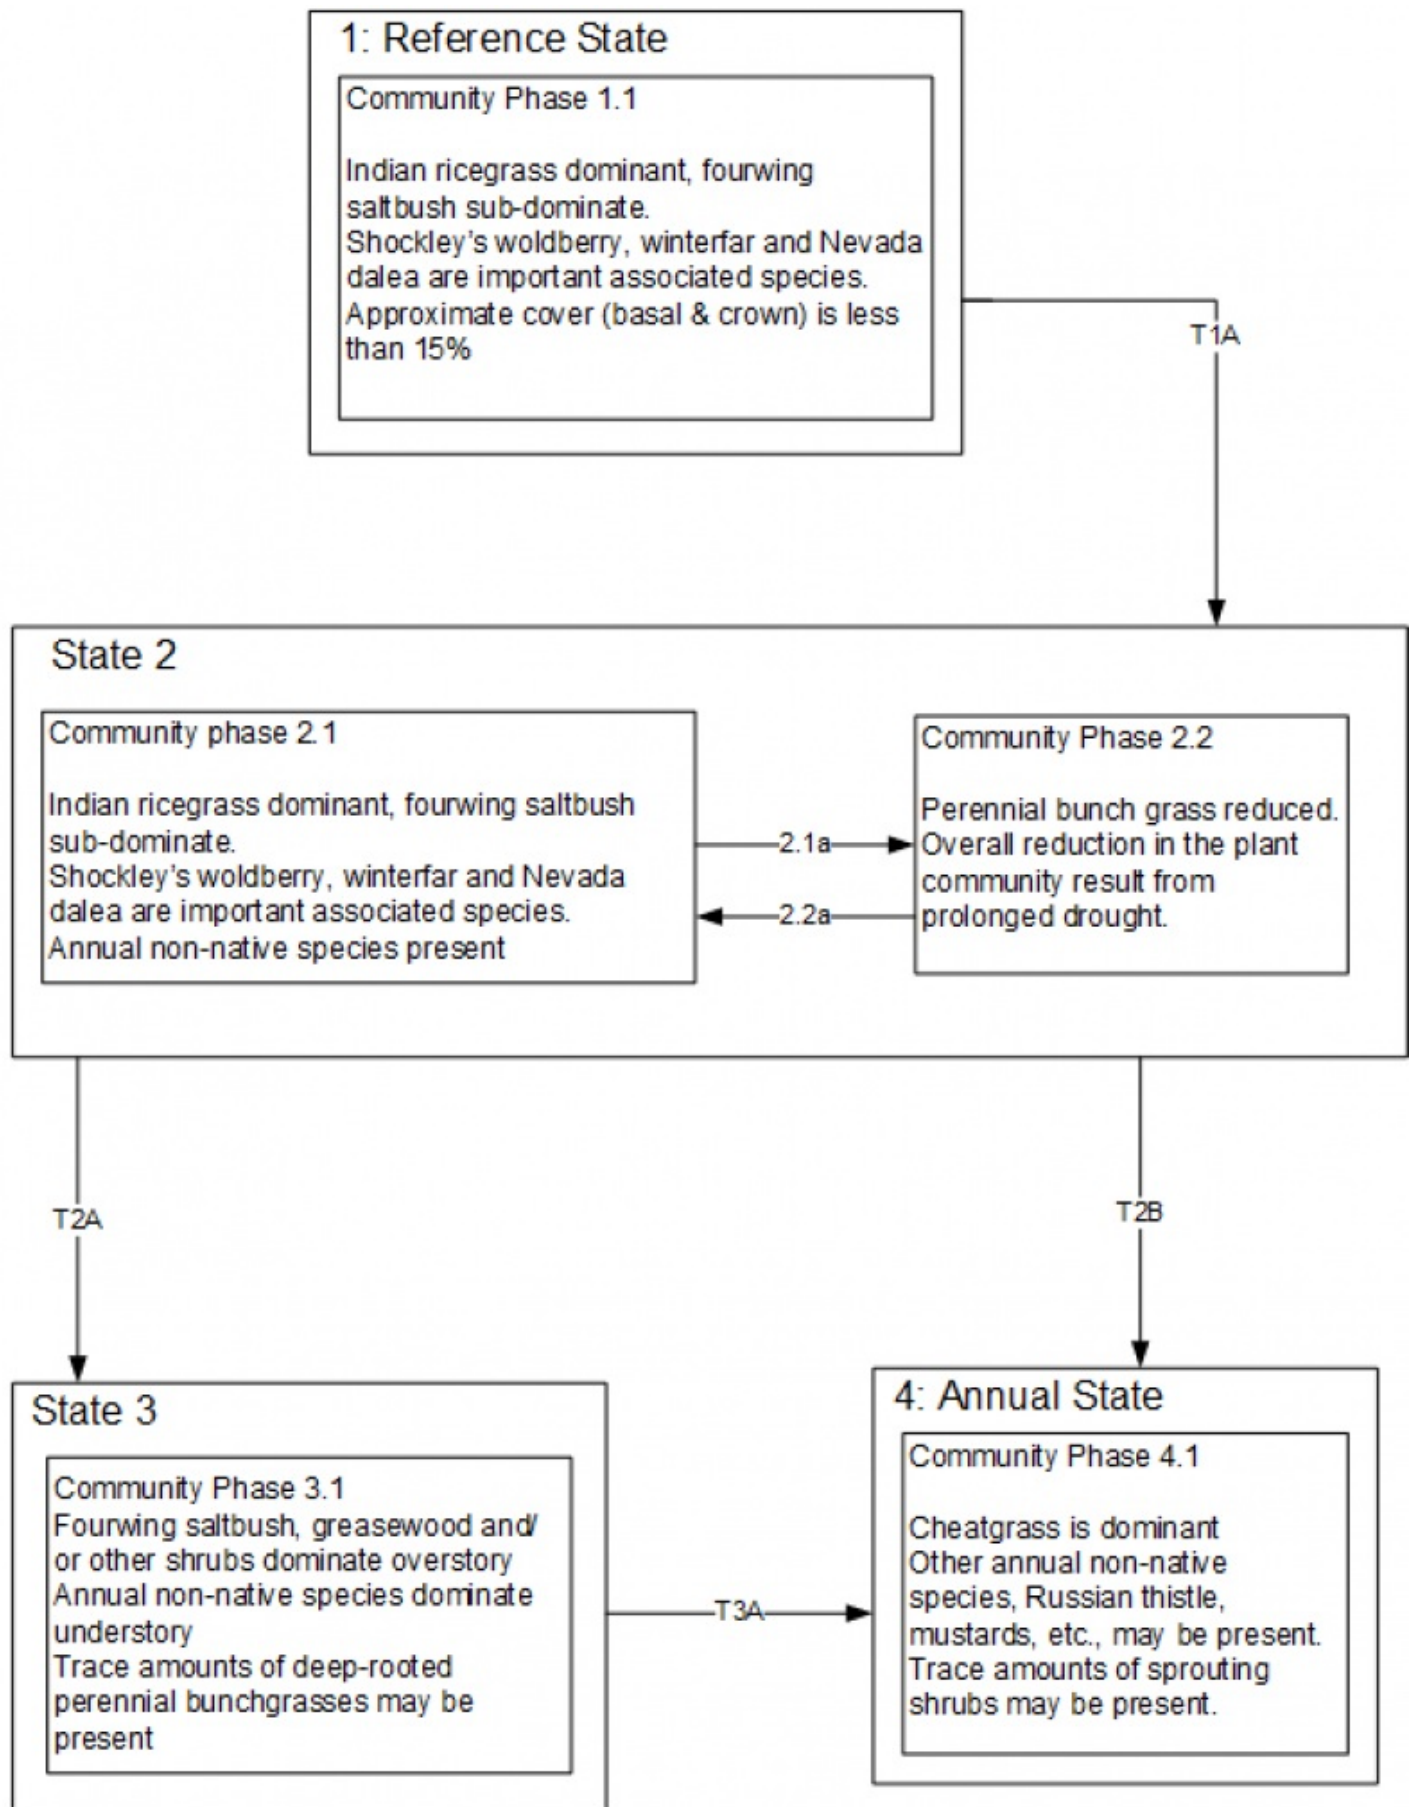 1: Reference State
Community Phase 1.1
Indian ricegrass dominant, fourwing
saltbush sub-dominate.
Shockley's woldberry, winterfar and Nevada
dalea are important associated species.
Approximate cover (basal & crown) is less
than 15%
T1A
State 2
Community phase 2.1
Indian ricegrass dominant, fourwing saltbush
sub-dominate.
Shockley's woldberry, winterfar and Nevada
dalea are important associated species.
Annual non-native species present
2.1a
2.2a
Community Phase 2.2
Perennial bunch grass reduced.
Overall reduction in the plant
community result from
prolonged drought.
T2A
T2B
State 3
Community Phase 3.1
Fourwing saltbush, greasewood and/
or other shrubs dominate overstory
Annual non-native species dominate
understory
Trace amounts of deep-rooted
perennial bunchgrasses may be
present
T3A
4: Annual State
Community Phase 4.1
Cheatgrass is dominant
Other annual non-native
species, Russian thistle,
mustards, etc., may be present.
Trace amounts of sprouting
shrubs may be present.